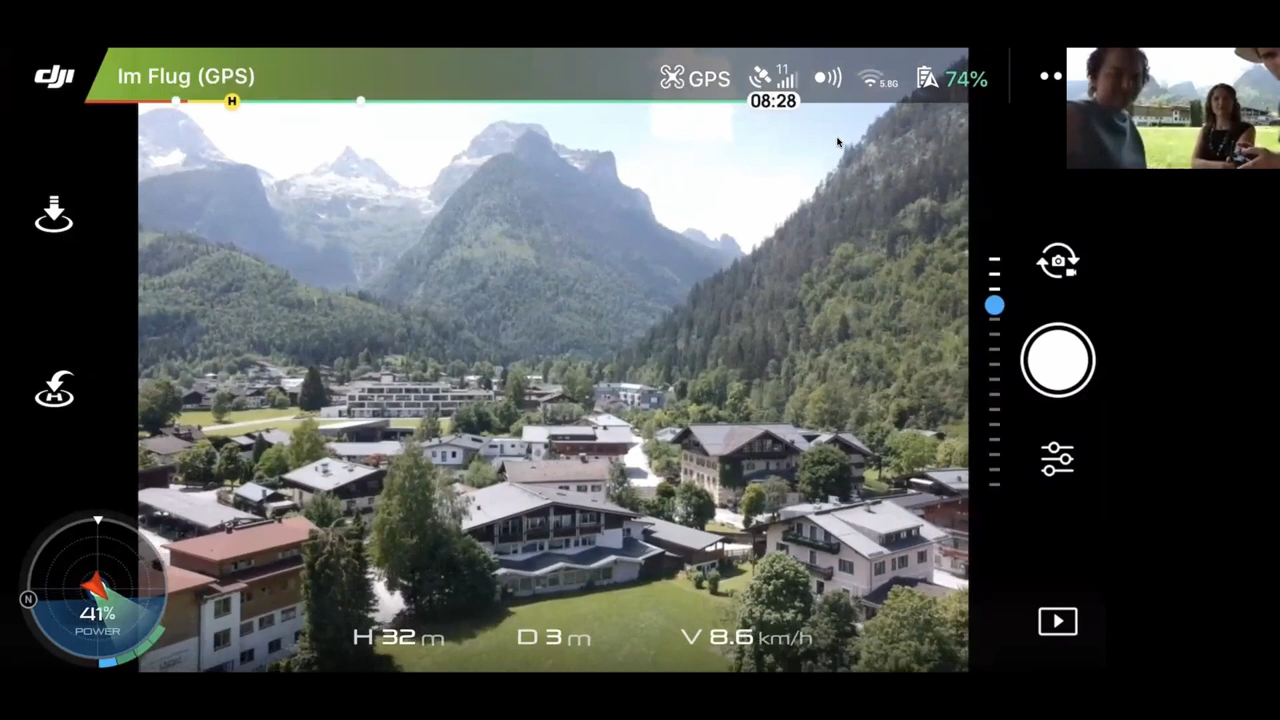 dji
Im Flug (GPS)
GPS
11
5.8G
74%
08:28
H
H
N
41%
POWER
H 32 m
D 3 m
V 8.6 km/h